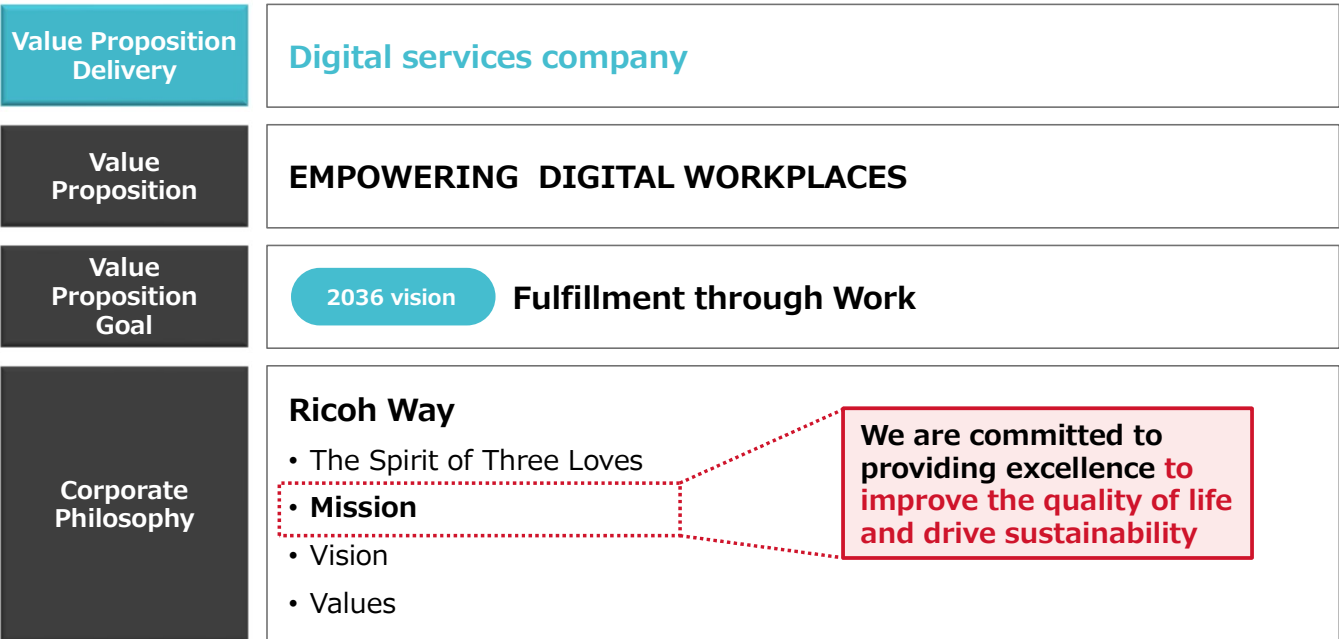 Value Proposition
Delivery
Digital services company
Value
Proposition
EMPOWERING DIGITAL WORKPLACES
Value
Proposition
Goal
2036 vision
Fulfillment through Work
Corporate
Philosophy
Ricoh Way
• The Spirit of Three Loves
• Mission
• Vision
• Values
We are committed to
providing excellence to
improve the quality of life
and drive sustainability